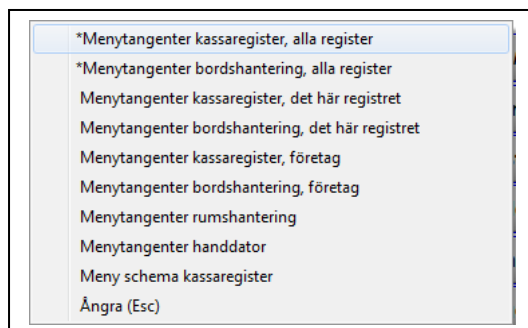 *Menytangenter kassaregister, alla register
*Menytangenter bordshantering, alla register
Menytangenter kassaregister, det här registret
Menytangenter bordshantering, det här registret
Menytangenter kassaregister, företag
Menytangenter bordshantering, företag
Menytangenter rumshantering
Menytangenter handdator
Meny schema kassaregister
Ångra (Esc)